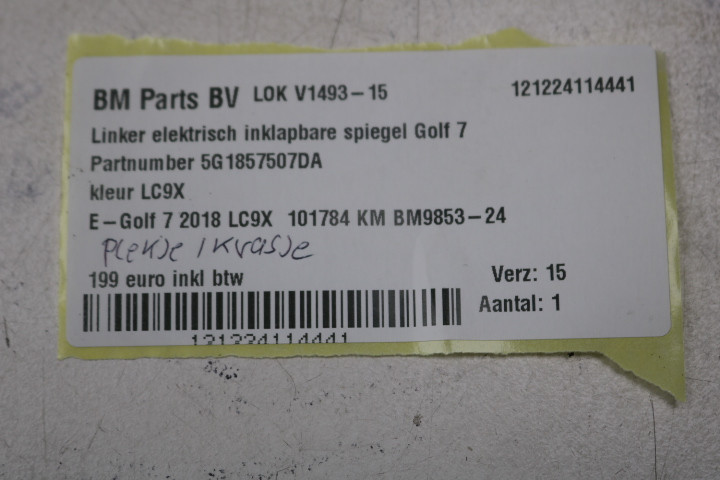 BM Parts BV LOK V1493-15 121224114441
Linker elektrisch inklapbare spiegel Golf 7
Partnumber 5G1857507DA
kleur LC9X
E-Golf 7 2018 LC9X 101784 KM BM9853-24
plekje / krasje
199 euro inkl btw Verz: 15
Aantal: 1
121224114441